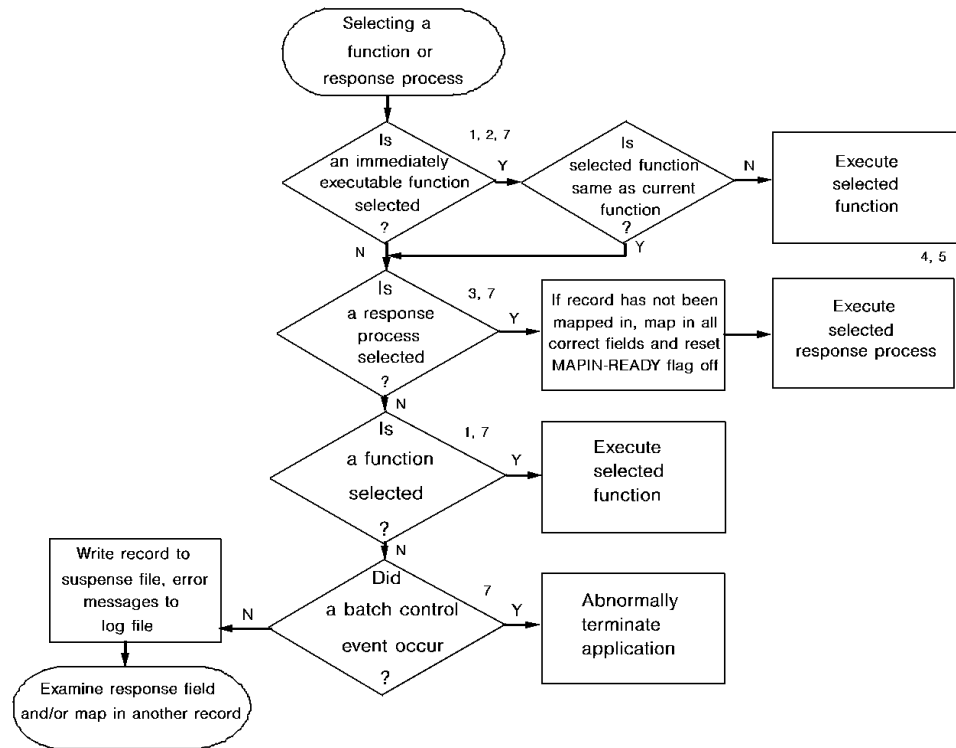 Selecting a
function or
response process
Is
an immediately
executable function
selected
?
1, 2, 7
Y
Is
selected function
same as current
function
?
N
Execute
selected
function
N
Y
4, 5
Is
a response
process
selected
?
3, 7
Y
If record has not been
mapped in, map in all
correct fields and reset
MAPIN-READY flag off
Execute
selected
response process
N
Is
a function
selected
?
1, 7
Y
Execute
selected
function
N
Did
a batch control
event occur
?
7
Y
Abnormally
terminate
application
N
Write record to
suspense file, error
messages to
log file
Examine response field
and/or map in another record